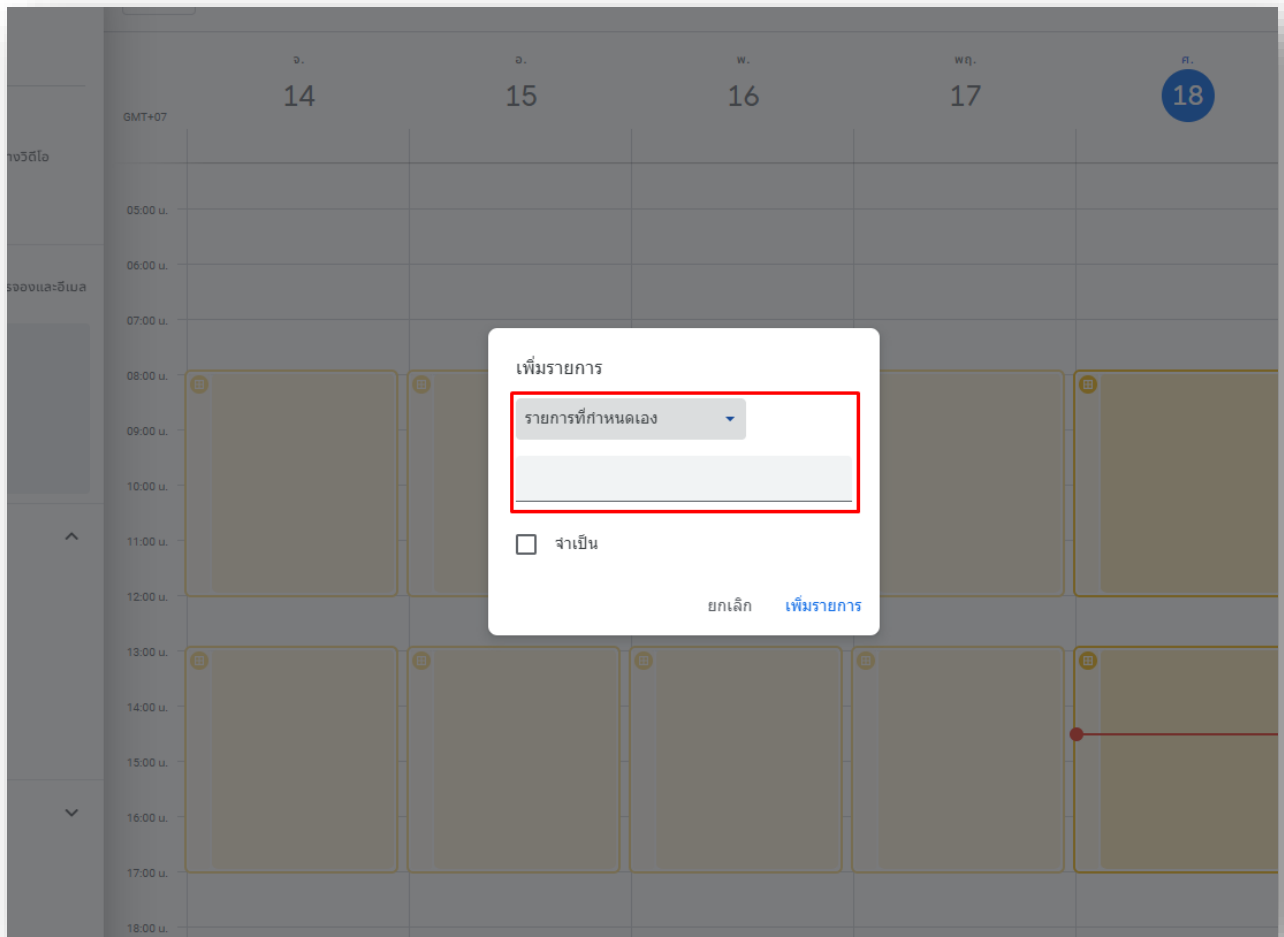 จ. อ. พ. พฤ. ศ.
14 15 16 17 18
GMT+07
างวิดีโอ
05:00 น.
06:00 น.
รจองและอีเมล
07:00 น.
เพิ่มรายการ
08:00 น.
รายการที่กำหนดเอง
09:00 น.
10:00 น.
11:00 น.
จำเป็น
12:00 น.
ยกเลิก เพิ่มรายการ
13:00 น.
14:00 น.
15:00 น.
16:00 น.
17:00 น.
18:00 น.